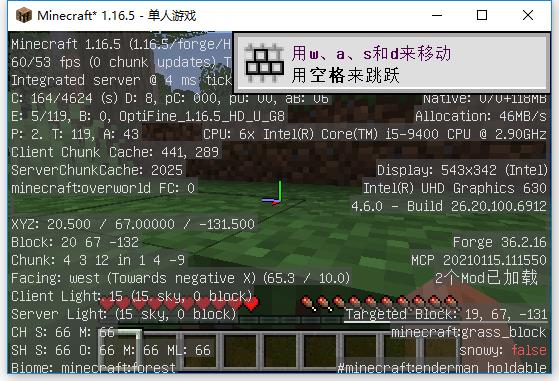 Minecraft* 1.16.5 - 单人游戏
Minecraft 1.16.5 (1.16.5/forge/H
60/53 fps (0 chunk updates) T
Integrated server @ 4 ms tick
用w、a、s和d来移动
用空格来跳跃
C: 164/4624 (s) D: 8, pC: 000, pU: 00, aB: 06
Native: 0/0+118MB
E: 5/119, B: 0, OptiFine_1.16.5_HD_U_G8
Allocation: 46MB/s
P: 2. T: 119, A: 43
CPU: 6x Intel(R) Core(TM) i5-9400 CPU @ 2.90GHz
Client Chunk Cache: 441, 289
ServerChunkCache: 2025
Display: 543x342 (Intel)
minecraft:overworld FC: 0
Intel(R) UHD Graphics 630
4.6.0 - Build 26.20.100.6912
XYZ: 20.500 / 67.00000 / -131.500
Block: 20 67 -132
Forge 36.2.16
Chunk: 4 3 12 in 1 4 -9
MCP 20210115.111550
Facing: west (Towards negative X) (65.3 / 10.0)
2个Mod已加载
Client Light: 15 (15 sky, 0 block)
Server Light: (15 sky, 0 block)
Targeted Block: 19, 67, -131
CH S: 66 M: 66
minecraft:grass_block
SH S: 66 O: 66 M: 66 ML: 66
snowy: false
Biome: minecraft:forest
#minecraft:enderman_holdable